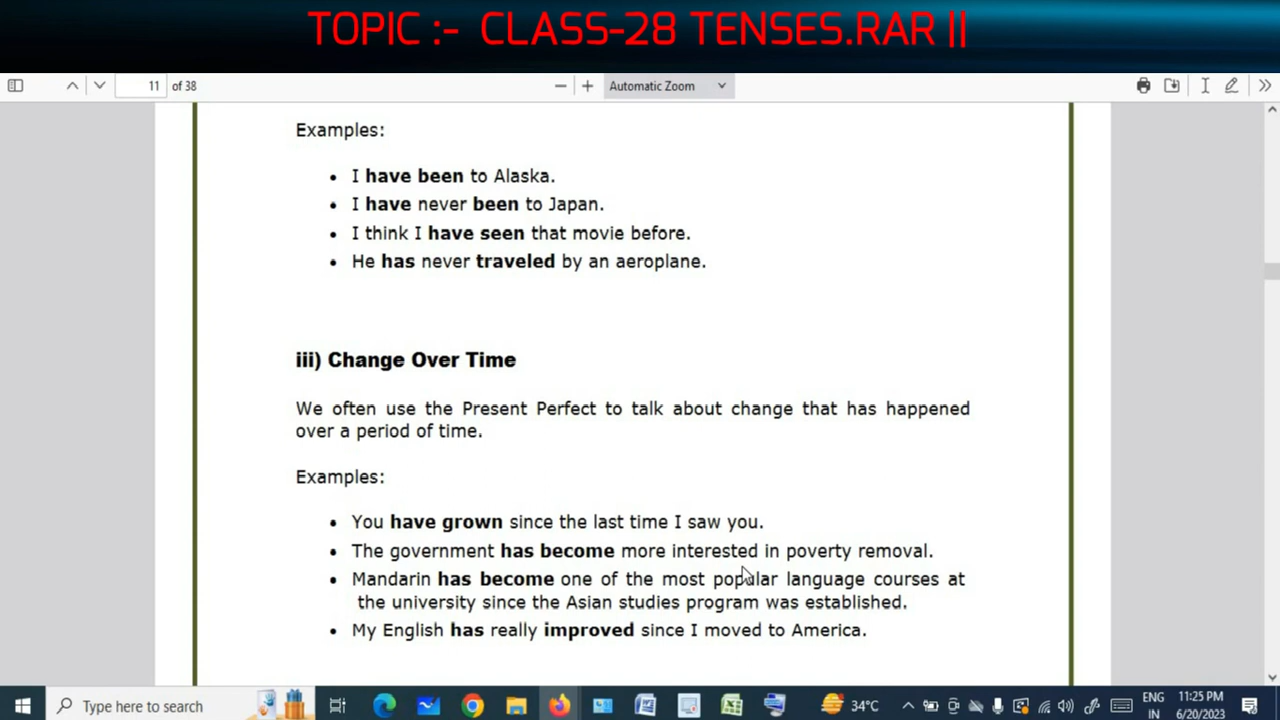 TOPIC :- CLASS-28 TENSES.RAR ||
11 of 38
Automatic Zoom
Examples:
• I have been to Alaska.
• I have never been to Japan.
• I think I have seen that movie before.
• He has never traveled by an aeroplane.
iii) Change Over Time
We often use the Present Perfect to talk about change that has happened
over a period of time.
Examples:
• You have grown since the last time I saw you.
• The government has become more interested in poverty removal.
• Mandarin has become one of the most popular language courses at
the university since the Asian studies program was established.
• My English has really improved since I moved to America.
Type here to search
34°C
ENG
IN
11:25 PM
6/20/2023